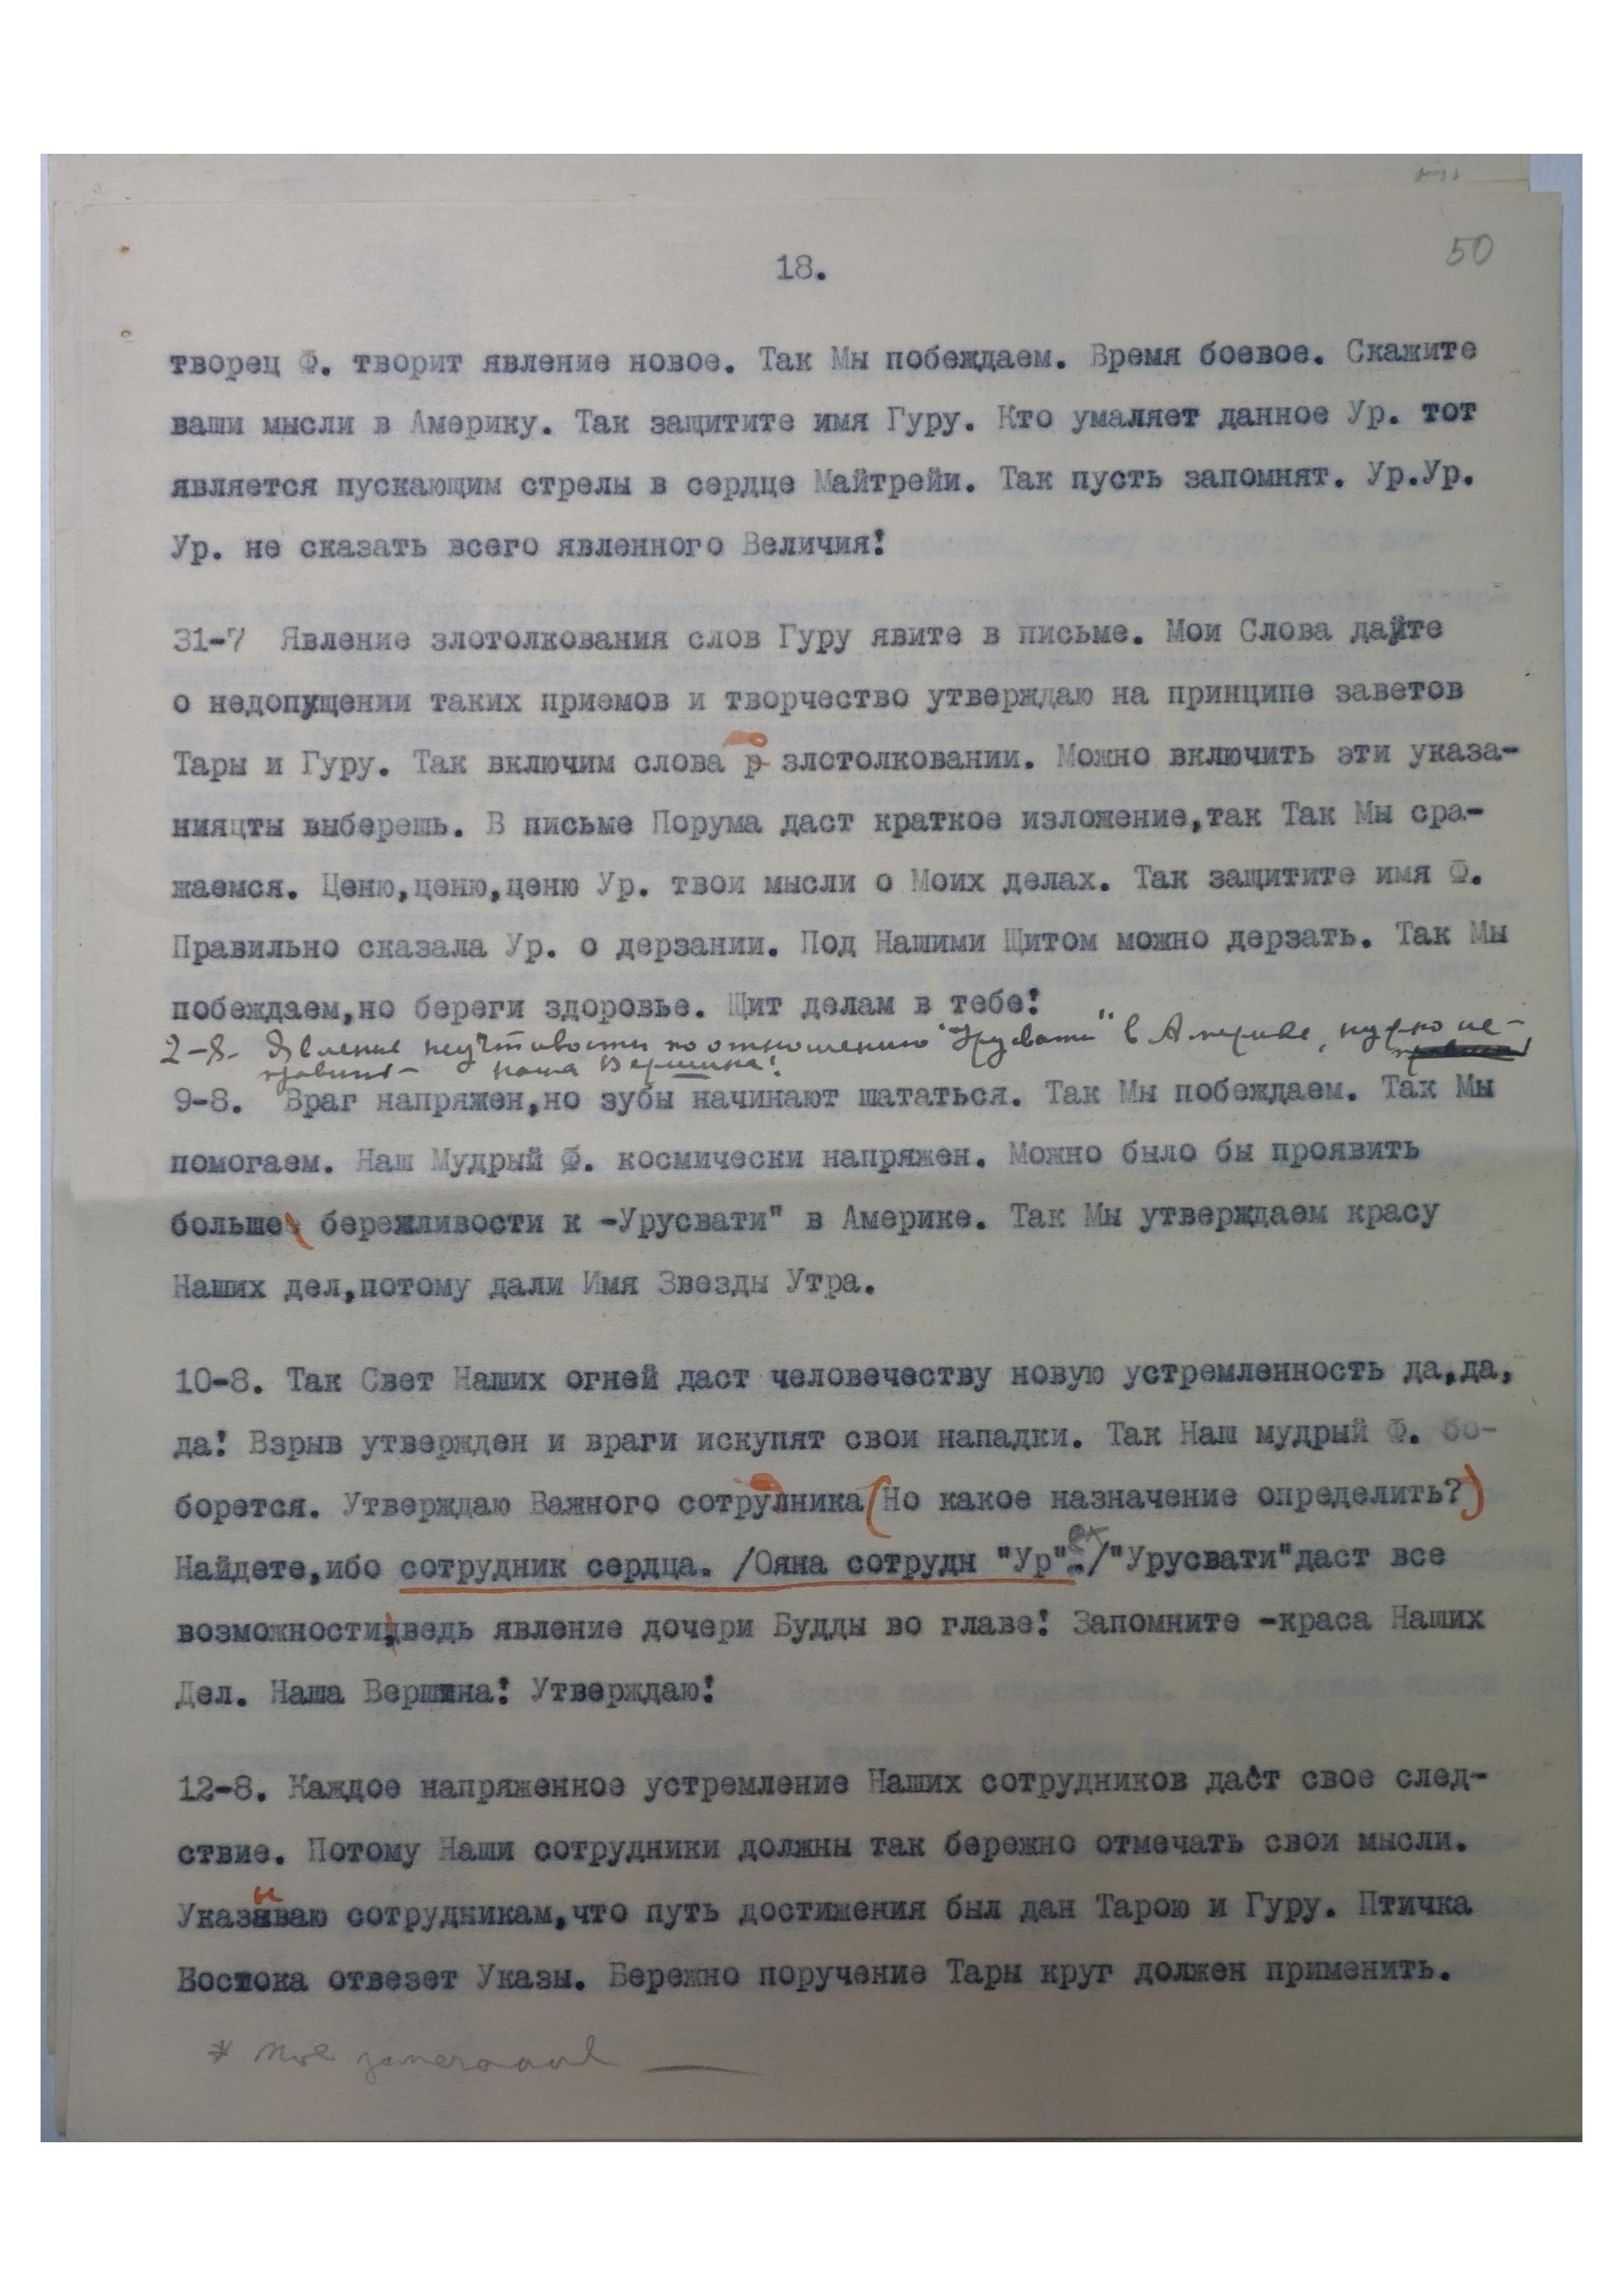 50
18.
творец Ф. творит явление новое. Так Мы побеждаем. Время боевое. Скажите
ваши мысли в Америку. Так защитите имя Гуру. Кто умаляет данное Ур. тот
является пускающим стрелы в сердце Майтрейи. Так пусть запомнят. Ур.Ур.
Ур. не сказать всего явленного Величия!
31-7 Явление злотолкования слов Гуру явите в письме. Мои Слова дайте
о недопущении таких приемов и творчество утверждаю на принципе заветов
Тары и Гуру. Так включим слова о злотолковании. Можно включить эти указа-
нияцты выберешь. В письме Порума даст краткое изложение,так Так Мы сра-
жаемся. Ценю,ценю,ценю Ур. твои мысли о Моих делах. Так защитите имя Ф.
Правильно сказала Ур. о дерзании. Под Нашими Щитом можно дерзать. Так Мы
побеждаем,но береги здоровье. Щит делам в тебе!
2-8- Явление неучтивости по отношению "Урусвати" в Америке, нужно ис-
править- наша Вершина!
9-8. Враг напряжен,но зубы начинают шататься. Так Мы побеждаем. Так Мы
помогаем. Наш Мудрый Ф. космически напряжен. Можно было бы проявить
больше бережливости к -Урусвати" в Америке. Так Мы утверждаем красу
Наших дел,потому дали Имя Звезды Утра.
10-8. Так Свет Наших огней даст человечеству новую устремленность да,да,
да! Взрыв утвержден и враги искупят свои нападки. Так Наш мудрый Ф. бо-
борется. Утверждаю Важного сотрудника(Но какое назначение определить?)
Найдете,ибо сотрудник сердца. /Ояна сотрудн "Ур"./"Урусвати"даст все
возможности,ведь явление дочери Будды во главе! Запомните -краса Наших
Дел. Наша Вершина! Утверждаю!
12-8. Каждое напряженное устремление Наших сотрудников даст свое след-
ствие. Потому Наши сотрудники должны так бережно отмечать свои мысли.
Указываю сотрудникам,что путь достижения был дан Тарою и Гуру. Птичка
Востока отвезет Указы. Бережно поручение Тары круг должен применить.
* мое замечание